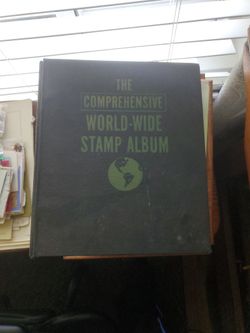 THE
COMPREHENSIVE
WORLD-WIDE
STAMP ALBUM